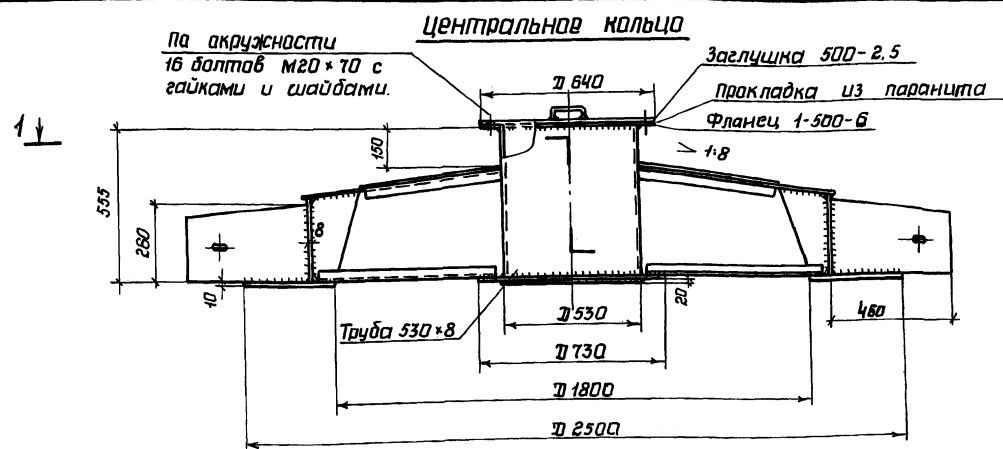 Центральное кольцо
По окружности
16 болтов М20×70 с
гайками и шайбами.
Заглушка 500-2,5
Прокладка из паранита
Фланец 1-500-6
D 640
1
150
1:8
555
280
8
10
20
460
Труба 530×8
D 530
D 730
D 1800
D 2500